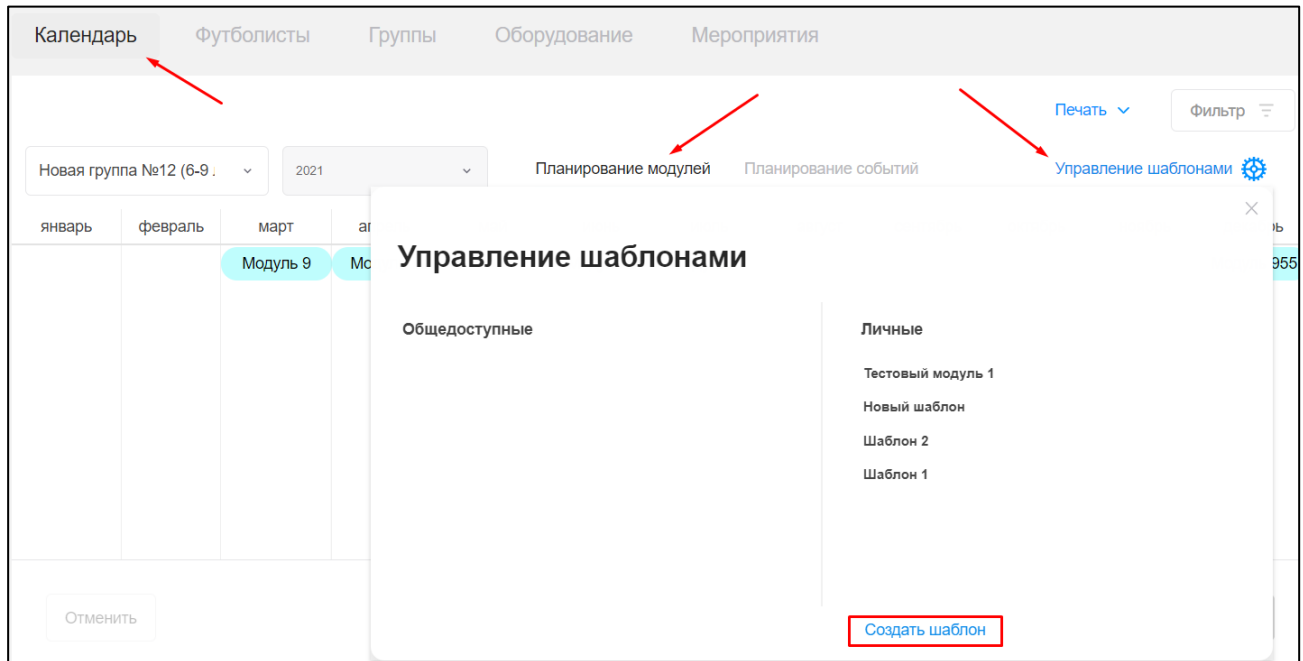 Календарь Футболисты Группы Оборудование Мероприятия
Печать Фильтр
Новая группа №12 (6-9 2021 Планирование модулей Планирование событий Управление шаблонами
январь февраль март
Модуль 9
955
Управление шаблонами
Общедоступные Личные
Тестовый модуль 1
Новый шаблон
Шаблон 2
Шаблон 1
Отменить
Создать шаблон